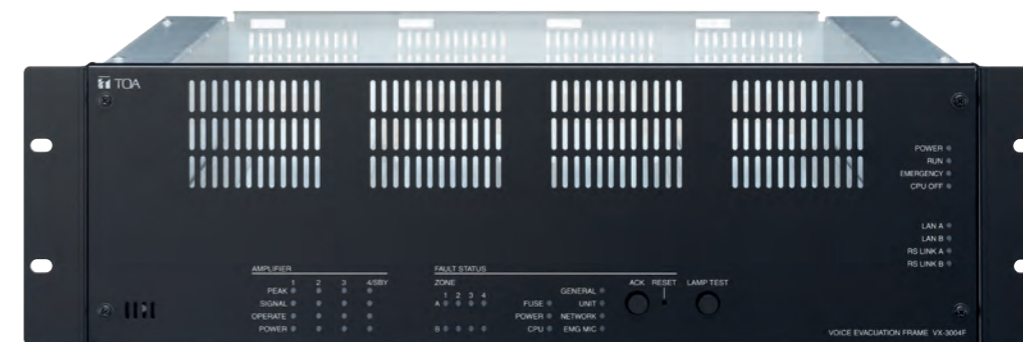 TOA
POWER
RUN
EMERGENCY
CPU OFF
LAN A
LAN B
RS LINK A
RS LINK B
AMPLIFIER
1 2 3 4/SBY
PEAK
SIGNAL
OPERATE
POWER
FAULT STATUS
ZONE
1 2 3 4
A
B
FUSE
POWER
CPU
GENERAL
UNIT
NETWORK
EMG MIC
ACK RESET LAMP TEST
VOICE EVACUATION FRAME VX-3004F